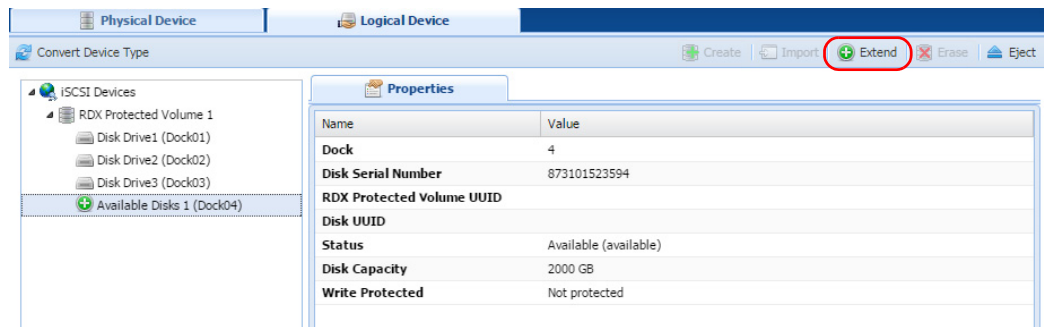 Physical Device Logical Device
Convert Device Type Create Import Extend Erase Eject
iSCSI Devices
RDX Protected Volume 1
Disk Drive1 (Dock01)
Disk Drive2 (Dock02)
Disk Drive3 (Dock03)
Available Disks 1 (Dock04)
Properties
Name Value
Dock 4
Disk Serial Number 873101523594
RDX Protected Volume UUID
Disk UUID
Status Available (available)
Disk Capacity 2000 GB
Write Protected Not protected